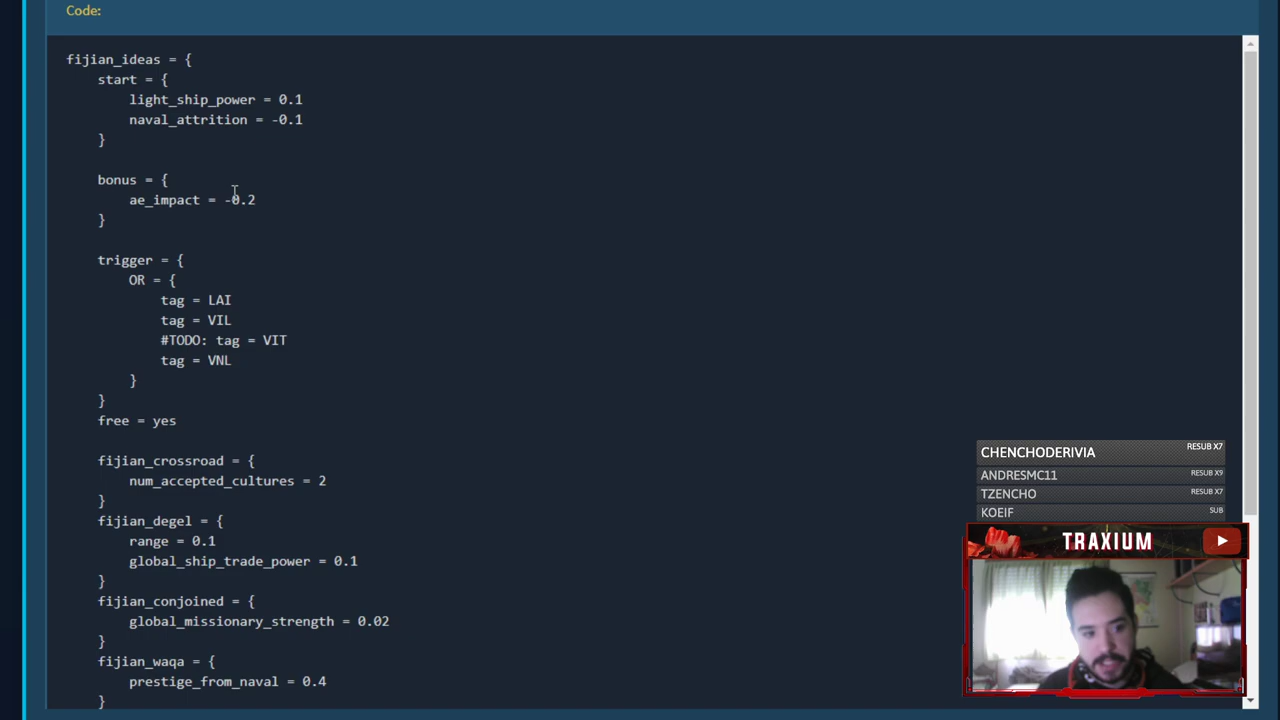 Code:
fijian_ideas = {
start = {
light_ship_power = 0.1
naval_attrition = -0.1
}
bonus = {
ae_impact = -0.2
}
trigger = {
OR = {
tag = LAI
tag = VIL
#TODO: tag = VIT
tag = VNL
}
}
free = yes
fijian_crossroad = {
num_accepted_cultures = 2
}
fijian_degel = {
range = 0.1
global_ship_trade_power = 0.1
}
fijian_conjoined = {
global_missionary_strength = 0.02
}
fijian_waqa = {
prestige_from_naval = 0.4
}
CHENCHODERIVIA RESUB X7
ANDRESMC11 RESUB X9
TZENCHO RESUB X7
KOEIF SUB
TRAXIUM